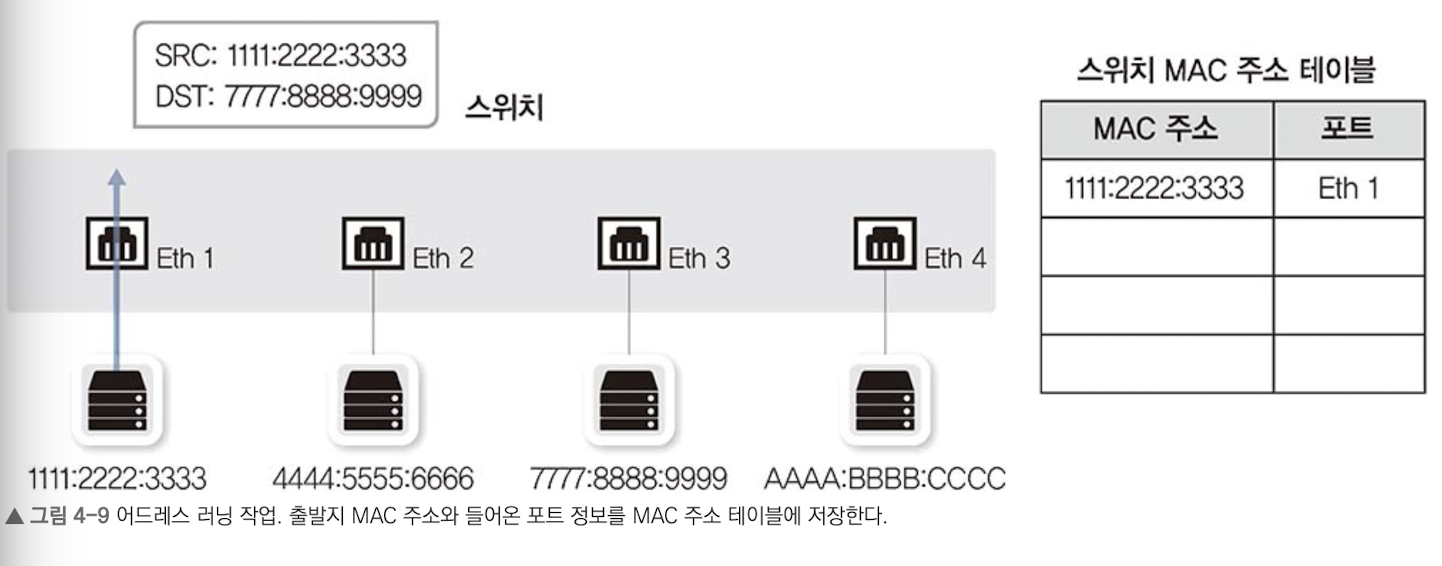 SRC: 1111:2222:3333
DST: 7777:8888:9999
스위치
Eth 1
Eth 2
Eth 3
Eth 4
1111:2222:3333
4444:5555:6666
7777:8888:9999
AAAA:BBBB:CCCC
스위치 MAC 주소 테이블
MAC 주소 포트
1111:2222:3333 Eth 1
▲ 그림 4-9 어드레스 러닝 작업. 출발지 MAC 주소와 들어온 포트 정보를 MAC 주소 테이블에 저장한다.